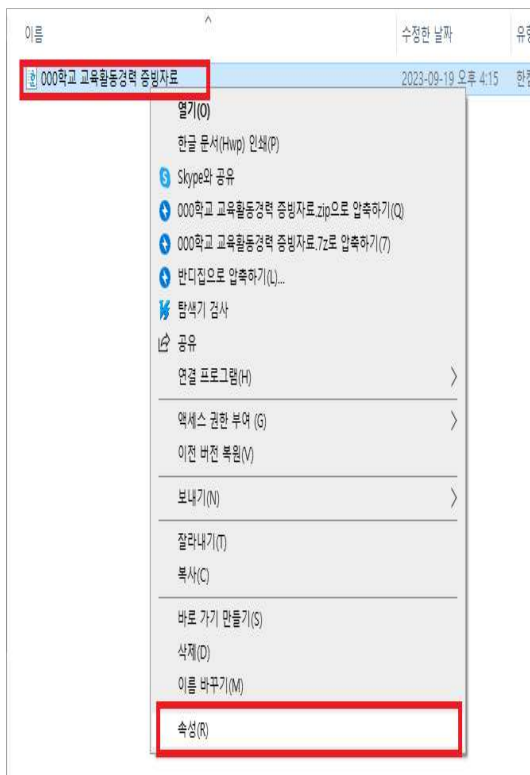 이름 수정한 날짜
000학교 교육활동경력 증빙자료 2023-09-19 오후 4:15
열기(O)
한글 문서(Hwp) 인쇄(P)
Skype와 공유
000학교 교육활동경력 증빙자료.zip으로 압축하기(Q)
000학교 교육활동경력 증빙자료.7z로 압축하기(7)
반디집으로 압축하기(L)...
탐색기 검사
공유
연결 프로그램(H)
액세스 권한 부여 (G)
이전 버전 복원(V)
보내기(N)
잘라내기(T)
복사(C)
바로 가기 만들기(S)
삭제(D)
이름 바꾸기(M)
속성(R)